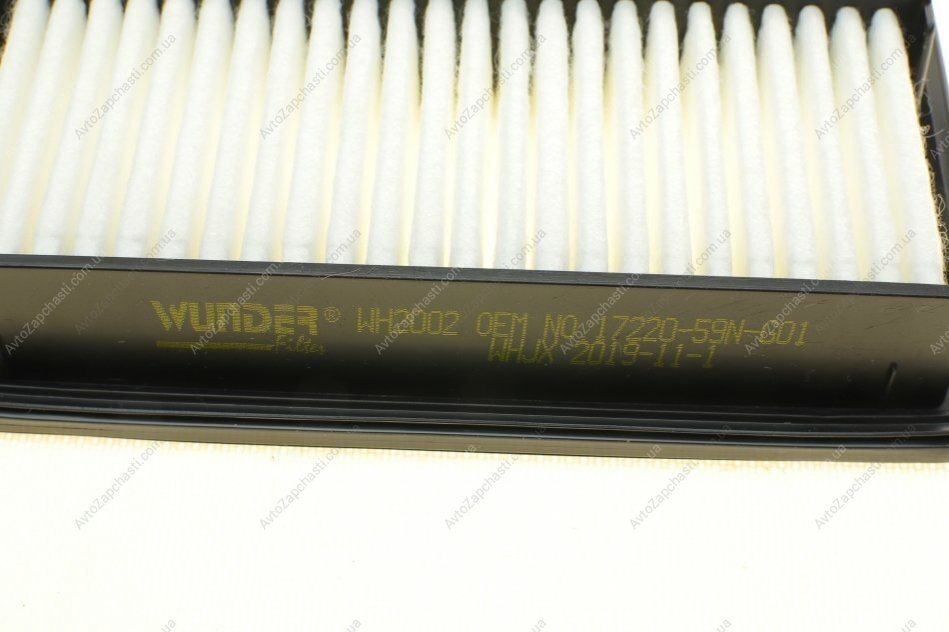 WUNDER® WH2002 OEM NO.17220-59N-G01
Filter WHJX 2019-11-1
AvtoZapchasti.com.ua